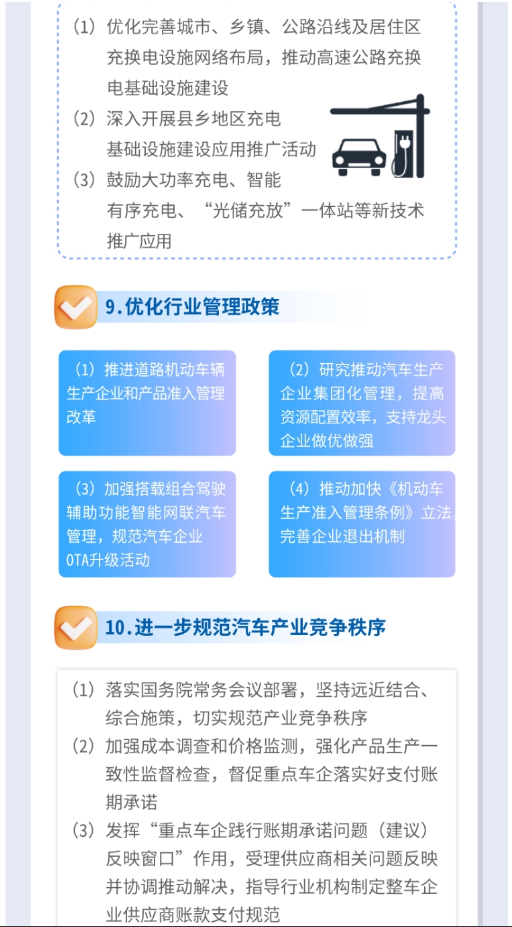 （1）优化完善城市、乡镇、公路沿线及居住区
充换电设施网络布局，推动高速公路充换
电基础设施建设
（2）深入开展县乡地区充电
基础设施建设应用推广活动
（3）鼓励大功率充电、智能
有序充电、“光储充放”一体站等新技术
推广应用
9.优化行业管理政策
（1）推进道路机动车辆
生产企业和产品准入管理
改革
（2）研究推动汽车生产
企业集团化管理，提高
资源配置效率，支持龙头
企业做优做强
（3）加强搭载组合驾驶
辅助功能智能网联汽车
管理，规范汽车企业
OTA升级活动
（4）推动加快《机动车
生产准入管理条例》立法，
完善企业退出机制
10.进一步规范汽车产业竞争秩序
（1）落实国务院常务会议部署，坚持远近结合、
综合施策，切实规范产业竞争秩序
（2）加强成本调查和价格监测，强化产品生产一
致性监督检查，督促重点车企落实好支付账
期承诺
（3）发挥“重点车企践行账期承诺问题（建议）
反映窗口”作用，受理供应商相关问题反映
并协调推动解决，指导行业机构制定整车企
业供应商账款支付规范